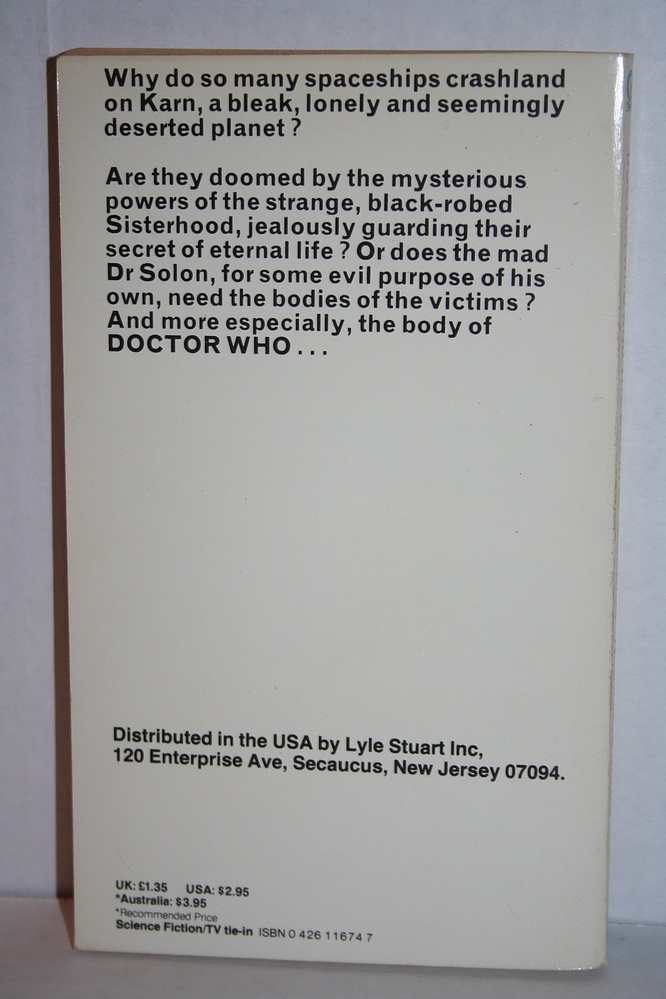 Why do so many spaceships crashland
on Karn, a bleak, lonely and seemingly
deserted planet ?
Are they doomed by the mysterious
powers of the strange, black-robed
Sisterhood, jealously guarding their
secret of eternal life ? Or does the mad
Dr Solon, for some evil purpose of his
own, need the bodies of the victims ?
And more especially, the body of
DOCTOR WHO ...
Distributed in the USA by Lyle Stuart Inc,
120 Enterprise Ave, Secaucus, New Jersey 07094.
UK: £1.35 USA: $2.95
*Australia: $3.95
*Recommended Price
Science Fiction/TV tie-in ISBN 0 426 11674 7